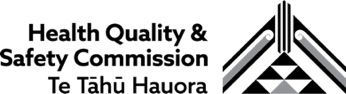 Health Quality &
Safety Commission
Te Tāhū Hauora